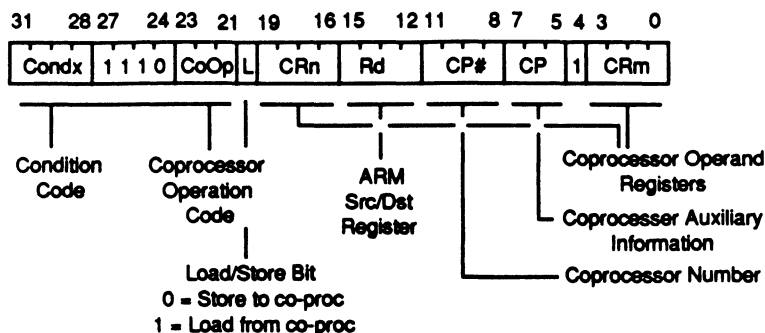 31 28 27 24 23 21 19 16 15 12 11 8 7 5 4 3 0
Condx 1 1 1 0 CoOp L CRn Rd CP# CP 1 CRm
Condition
Code
Coprocessor
Operation
Code
ARM
Src/Dst
Register
Coprocessor Operand
Registers
Coprocesser Auxiliary
Information
Coprocessor Number
Load/Store Bit
0 = Store to co-proc
1 = Load from co-proc